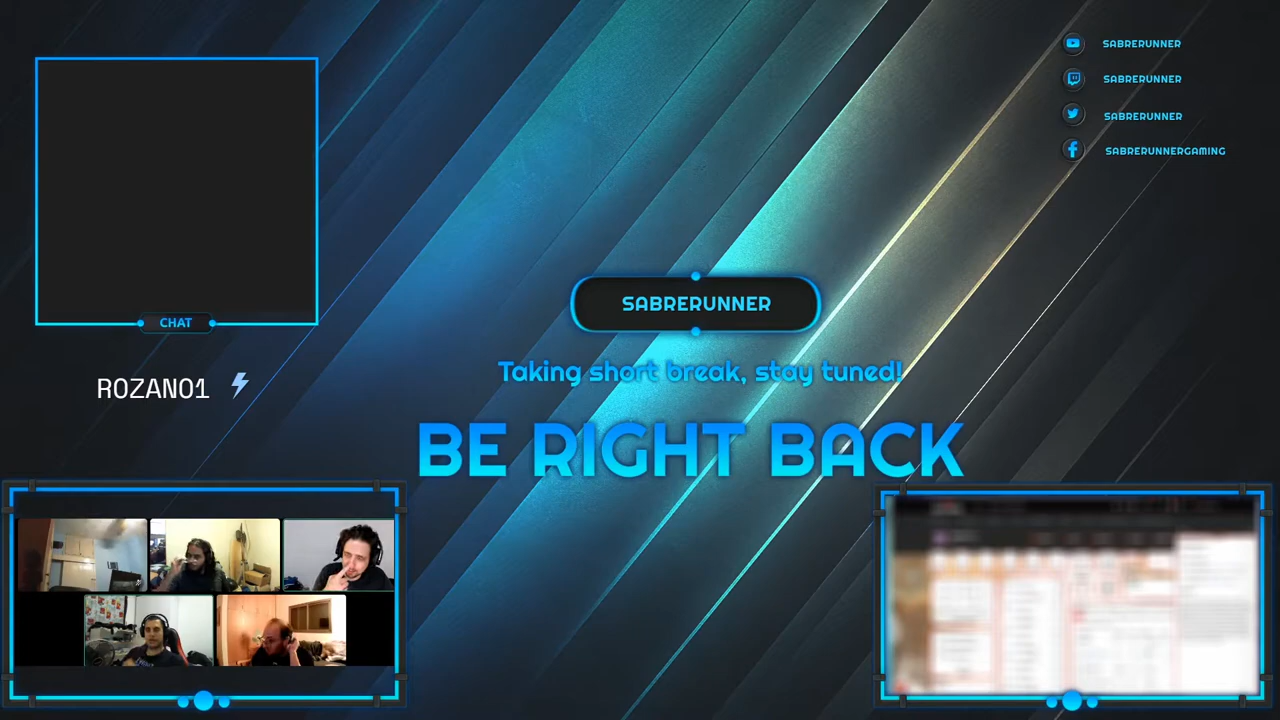 SABRERUNNER
SABRERUNNER
SABRERUNNER
SABRERUNNERGAMING
CHAT
SABRERUNNER
Taking short break, stay tuned!
ROZANO1
BE RIGHT BACK